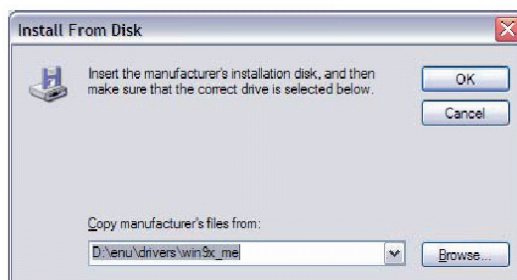 Install From Disk
Insert the manufacturer's installation disk, and then
make sure that the correct drive is selected below.
OK
Cancel
Copy manufacturer's files from:
D:\enu\drivers\win9x_me
Browse...